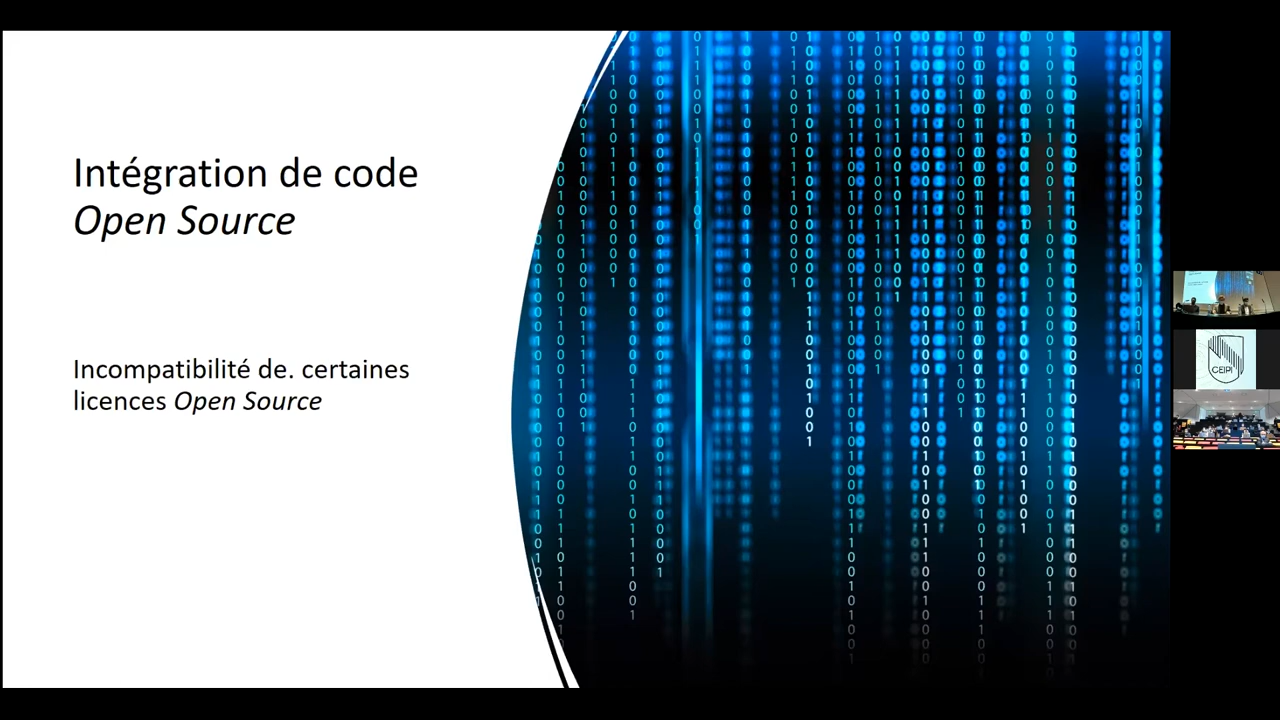 Intégration de code
Open Source
Incompatibilité de. certaines
licences Open Source
CEIPI